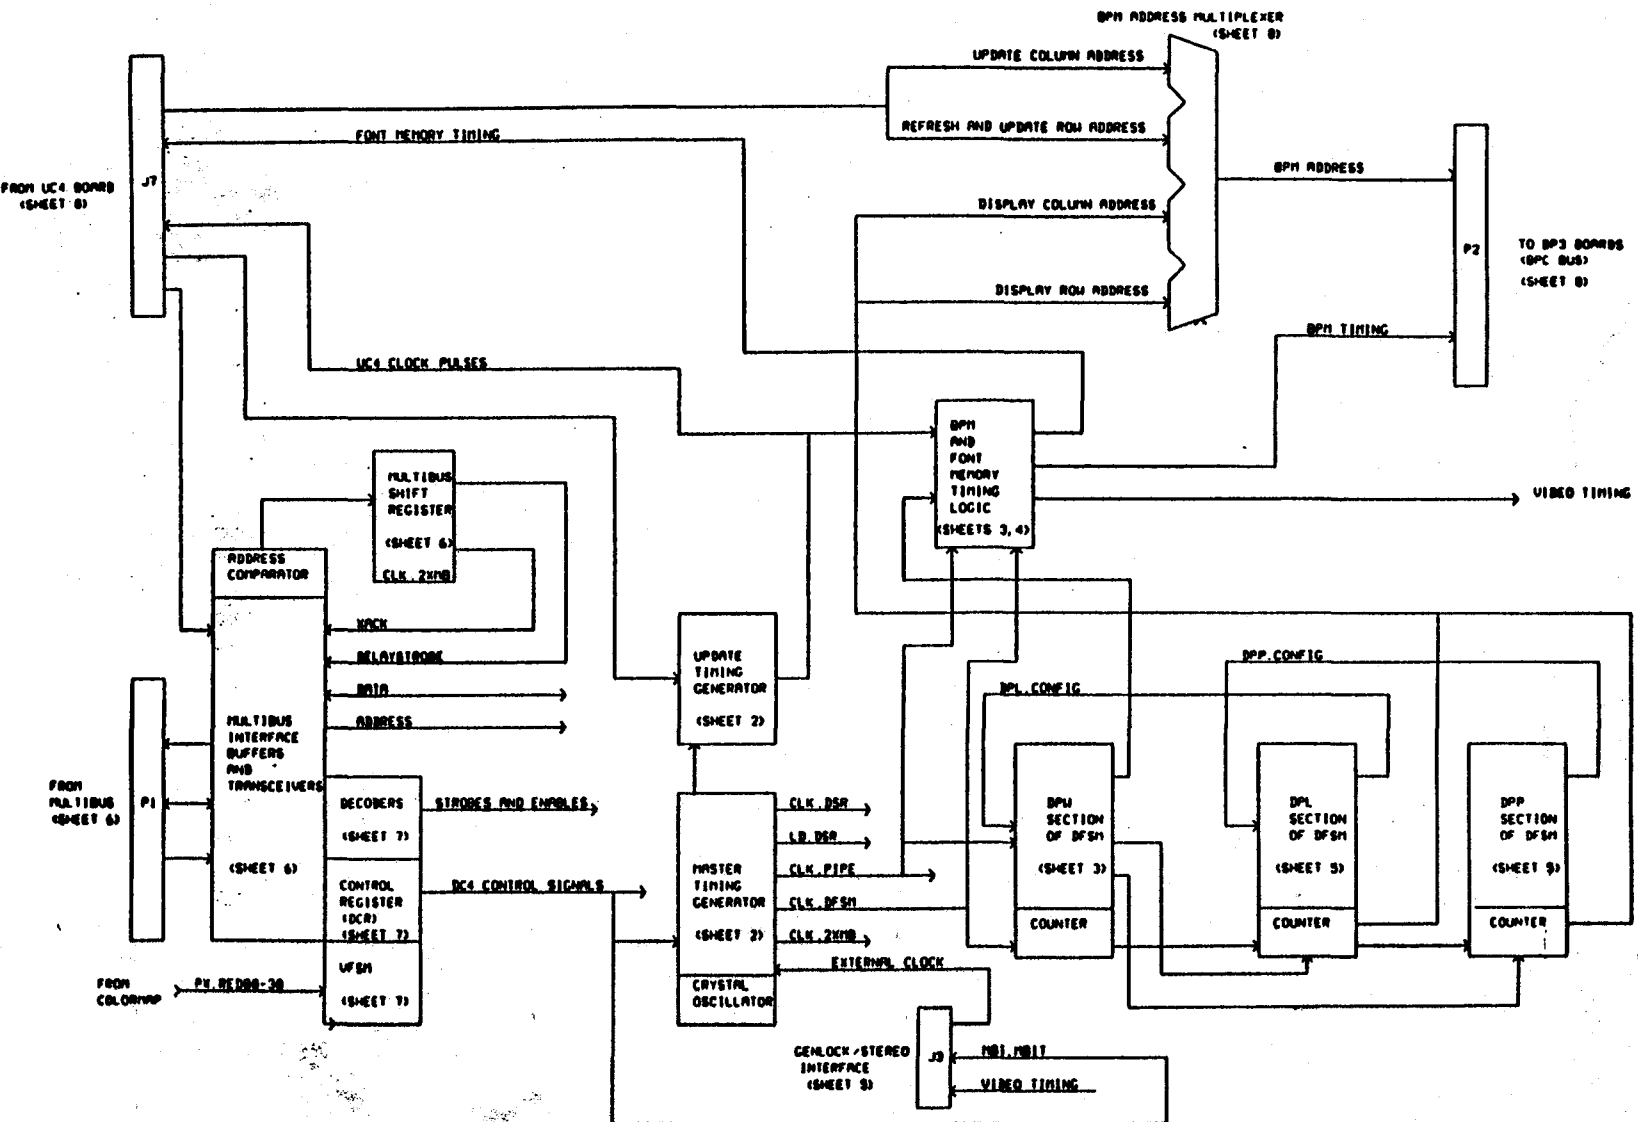 BPM ADDRESS MULTIPLEXER
(SHEET 8)
UPDATE COLUMN ADDRESS
REFRESH AND UPDATE ROW ADDRESS
FONT MEMORY TIMING
J7
FROM UC4 BOARD
(SHEET 8)
BPM ADDRESS
DISPLAY COLUMN ADDRESS
DISPLAY ROW ADDRESS
P2
TO BP3 BOARDS
(BPC BUS)
(SHEET 8)
BPM TIMING
UC4 CLOCK PULSES
BPM
AND
FONT
MEMORY
TIMING
LOGIC
(SHEETS 3,4)
VIDEO TIMING
MULTIBUS
SHIFT
REGISTER
(SHEET 6)
CLK.2XMB
ADDRESS
COMPARATOR
XACK
DELAYSTROBE
DATA
ADDRESS
MULTIBUS
INTERFACE
BUFFERS
AND
TRANSCEIVERS
(SHEET 6)
FROM
MULTIBUS
(SHEET 6)
P1
UPDATE
TIMING
GENERATOR
(SHEET 2)
DPP.CONFIG
DPL.CONFIG
DECODERS
(SHEET 7)
STROBES AND ENABLES
CONTROL
REGISTER
(DCR)
(SHEET 7)
DC4 CONTROL SIGNALS
VFSM
(SHEET 7)
FROM
COLORMAP
PX.RED00-30
MASTER
TIMING
GENERATOR
(SHEET 2)
CRYSTAL
OSCILLATOR
CLK.DSR
LD.DSR
CLK.PIPE
CLK.DFSM
CLK.2XMB
EXTERNAL CLOCK
DPW
SECTION
OF DFSM
(SHEET 3)
COUNTER
DPL
SECTION
OF DFSM
(SHEET 5)
COUNTER
DPP
SECTION
OF DFSM
(SHEET 5)
COUNTER
GENLOCK/STEREO
INTERFACE
(SHEET 5)
J3
MBI.MBIT
VIDEO TIMING